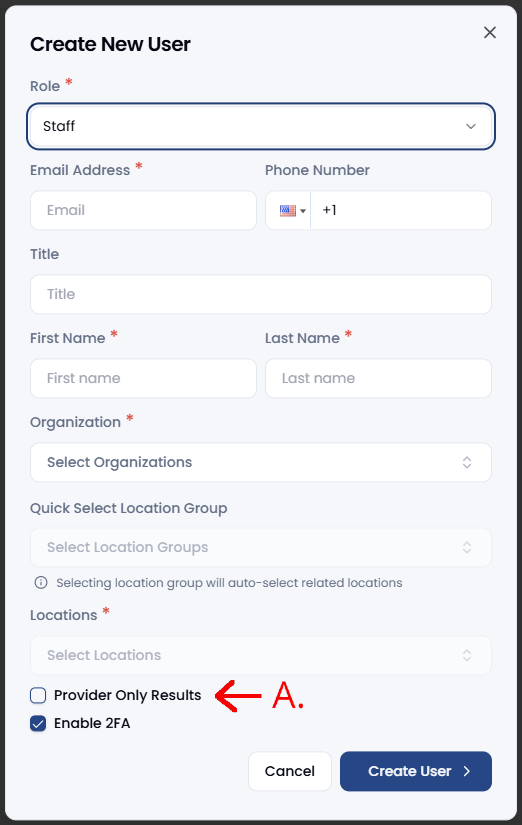 Create New User
Role *
Staff
Email Address * Phone Number
Email +1
Title
Title
First Name * Last Name *
First name Last name
Organization *
Select Organizations
Quick Select Location Group
Select Location Groups
Selecting location group will auto-select related locations
Locations *
Select Locations
Provider Only Results A.
Enable 2FA
Cancel Create User